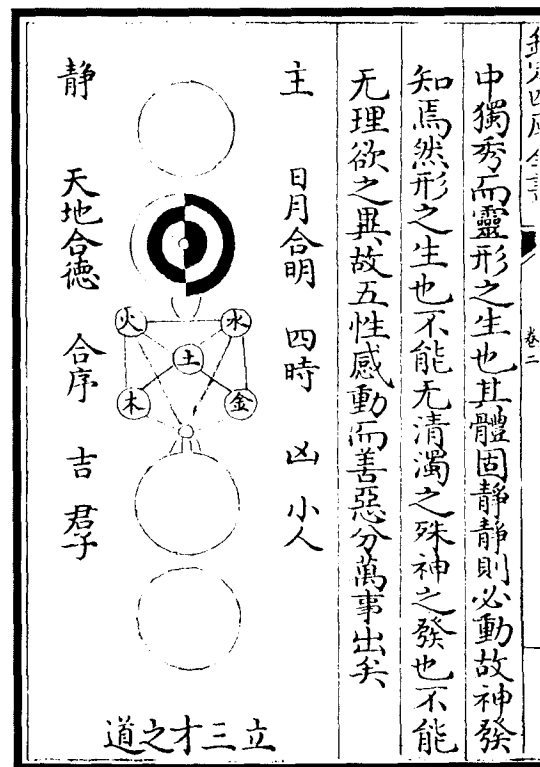 欽定四庫全書
卷二
中獨秀而靈形之生也其體固靜靜則必動故神發
知焉然形之生也不能无清濁之殊神之發也不能
无理欲之異故五性感動而善惡分萬事出矣
主 日月合明 四時 凶 小人
水
火
土
金
木
靜 天地合德 合序 吉 君子
立三才之道